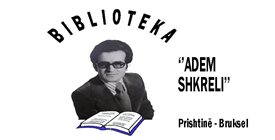 BIBLIOTEKA
‘‘ADEM
SHKRELI’’
Prishtinë - Bruksel